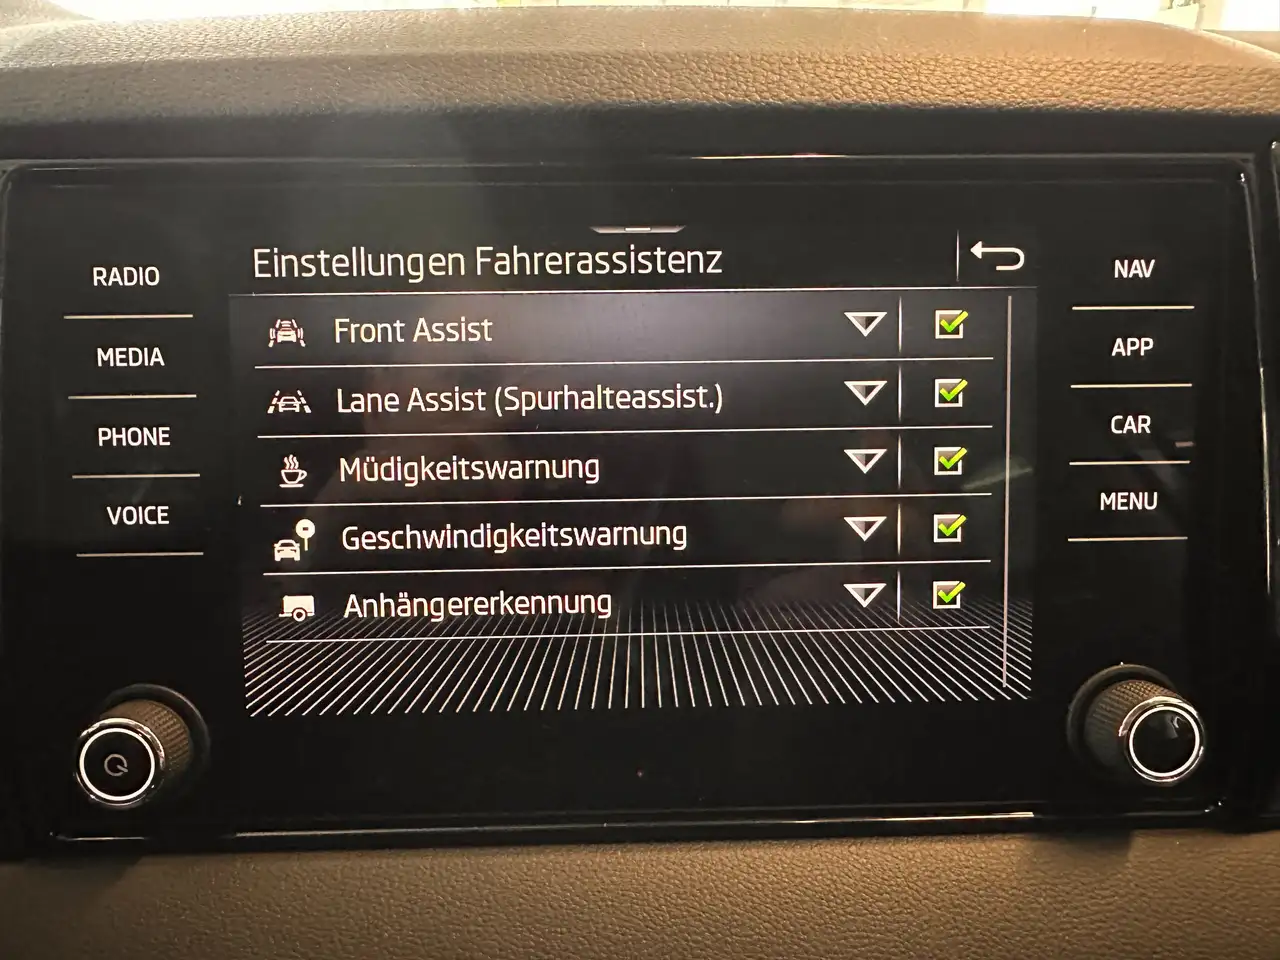 Einstellungen Fahrerassistenz
RADIO
MEDIA
PHONE
VOICE
Front Assist
Lane Assist (Spurhalteassist.)
Müdigkeitswarnung
Geschwindigkeitswarnung
Anhängererkennung
NAV
APP
CAR
MENU